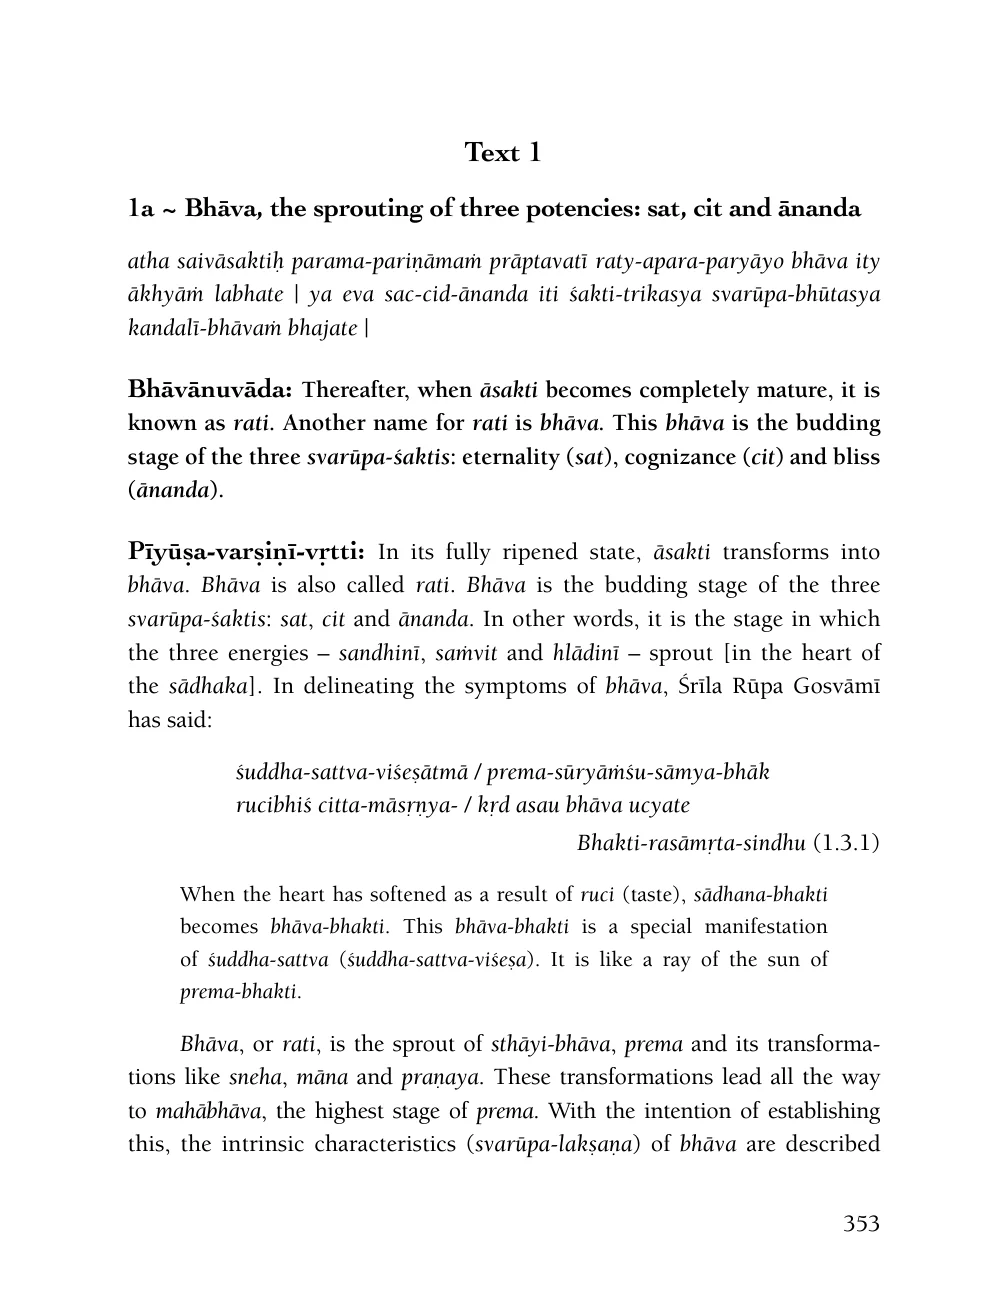 Text 1
1a ~ Bhāva, the sprouting of three potencies: sat, cit and ānanda
atha saivāsaktiḥ parama-pariṇāmaṁ prāptavatī raty-apara-paryāyo bhāva ity
ākhyāṁ labhate | ya eva sac-cid-ānanda iti śakti-trikasya svarūpa-bhūtasya
kandalī-bhāvaṁ bhajate |
Bhāvānuvāda: Thereafter, when āsakti becomes completely mature, it is
known as rati. Another name for rati is bhāva. This bhāva is the budding
stage of the three svarūpa-śaktis: eternality (sat), cognizance (cit) and bliss
(ānanda).
Pīyūṣa-varṣiṇī-vṛtti: In its fully ripened state, āsakti transforms into
bhāva. Bhāva is also called rati. Bhāva is the budding stage of the three
svarūpa-śaktis: sat, cit and ānanda. In other words, it is the stage in which
the three energies – sandhinī, saṁvit and hlādinī – sprout [in the heart of
the sādhaka]. In delineating the symptoms of bhāva, Śrīla Rūpa Gosvāmī
has said:
śuddha-sattva-viśeṣātmā / prema-sūryāṁśu-sāmya-bhāk
rucibhiś citta-māsṛṇya- / kṛd asau bhāva ucyate
Bhakti-rasāmṛta-sindhu (1.3.1)
When the heart has softened as a result of ruci (taste), sādhana-bhakti
becomes bhāva-bhakti. This bhāva-bhakti is a special manifestation
of śuddha-sattva (śuddha-sattva-viśeṣa). It is like a ray of the sun of
prema-bhakti.
Bhāva, or rati, is the sprout of sthāyi-bhāva, prema and its transforma-
tions like sneha, māna and praṇaya. These transformations lead all the way
to mahābhāva, the highest stage of prema. With the intention of establishing
this, the intrinsic characteristics (svarūpa-lakṣaṇa) of bhāva are described
353